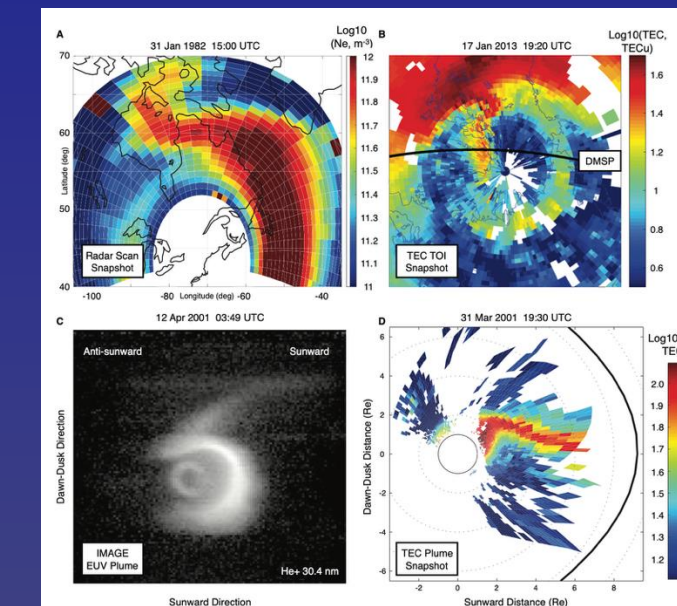 A
31 Jan 1982 15:00 UTC
Log10
(Ne, m-3)
70
60
50
40
Latitude (deg)
Radar Scan
Snapshot
-100
-80
Longitude (deg)
-60
-40
12
11.9
11.8
11.7
11.6
11.5
11.4
11.3
11.2
11.1
11
B
17 Jan 2013 19:20 UTC
Log10(TEC,
TECu)
DMSP
TEC TOI
Snapshot
1.6
1.4
1.2
1
0.8
0.6
C
12 Apr 2001 03:49 UTC
Anti-sunward
Sunward
Dawn-Dusk Direction
IMAGE
EUV Plume
He+ 30.4 nm
Sunward Direction
D
31 Mar 2001 19:30 UTC
Log10
6
4
2
0
-2
-4
-6
Dawn-Dusk Distance (Re)
TEC Plume
Snapshot
-2
0
2
4
6
8
Sunward Distance (Re)
2.0
1.9
1.8
1.7
1.6
1.5
1.4
1.3
1.2